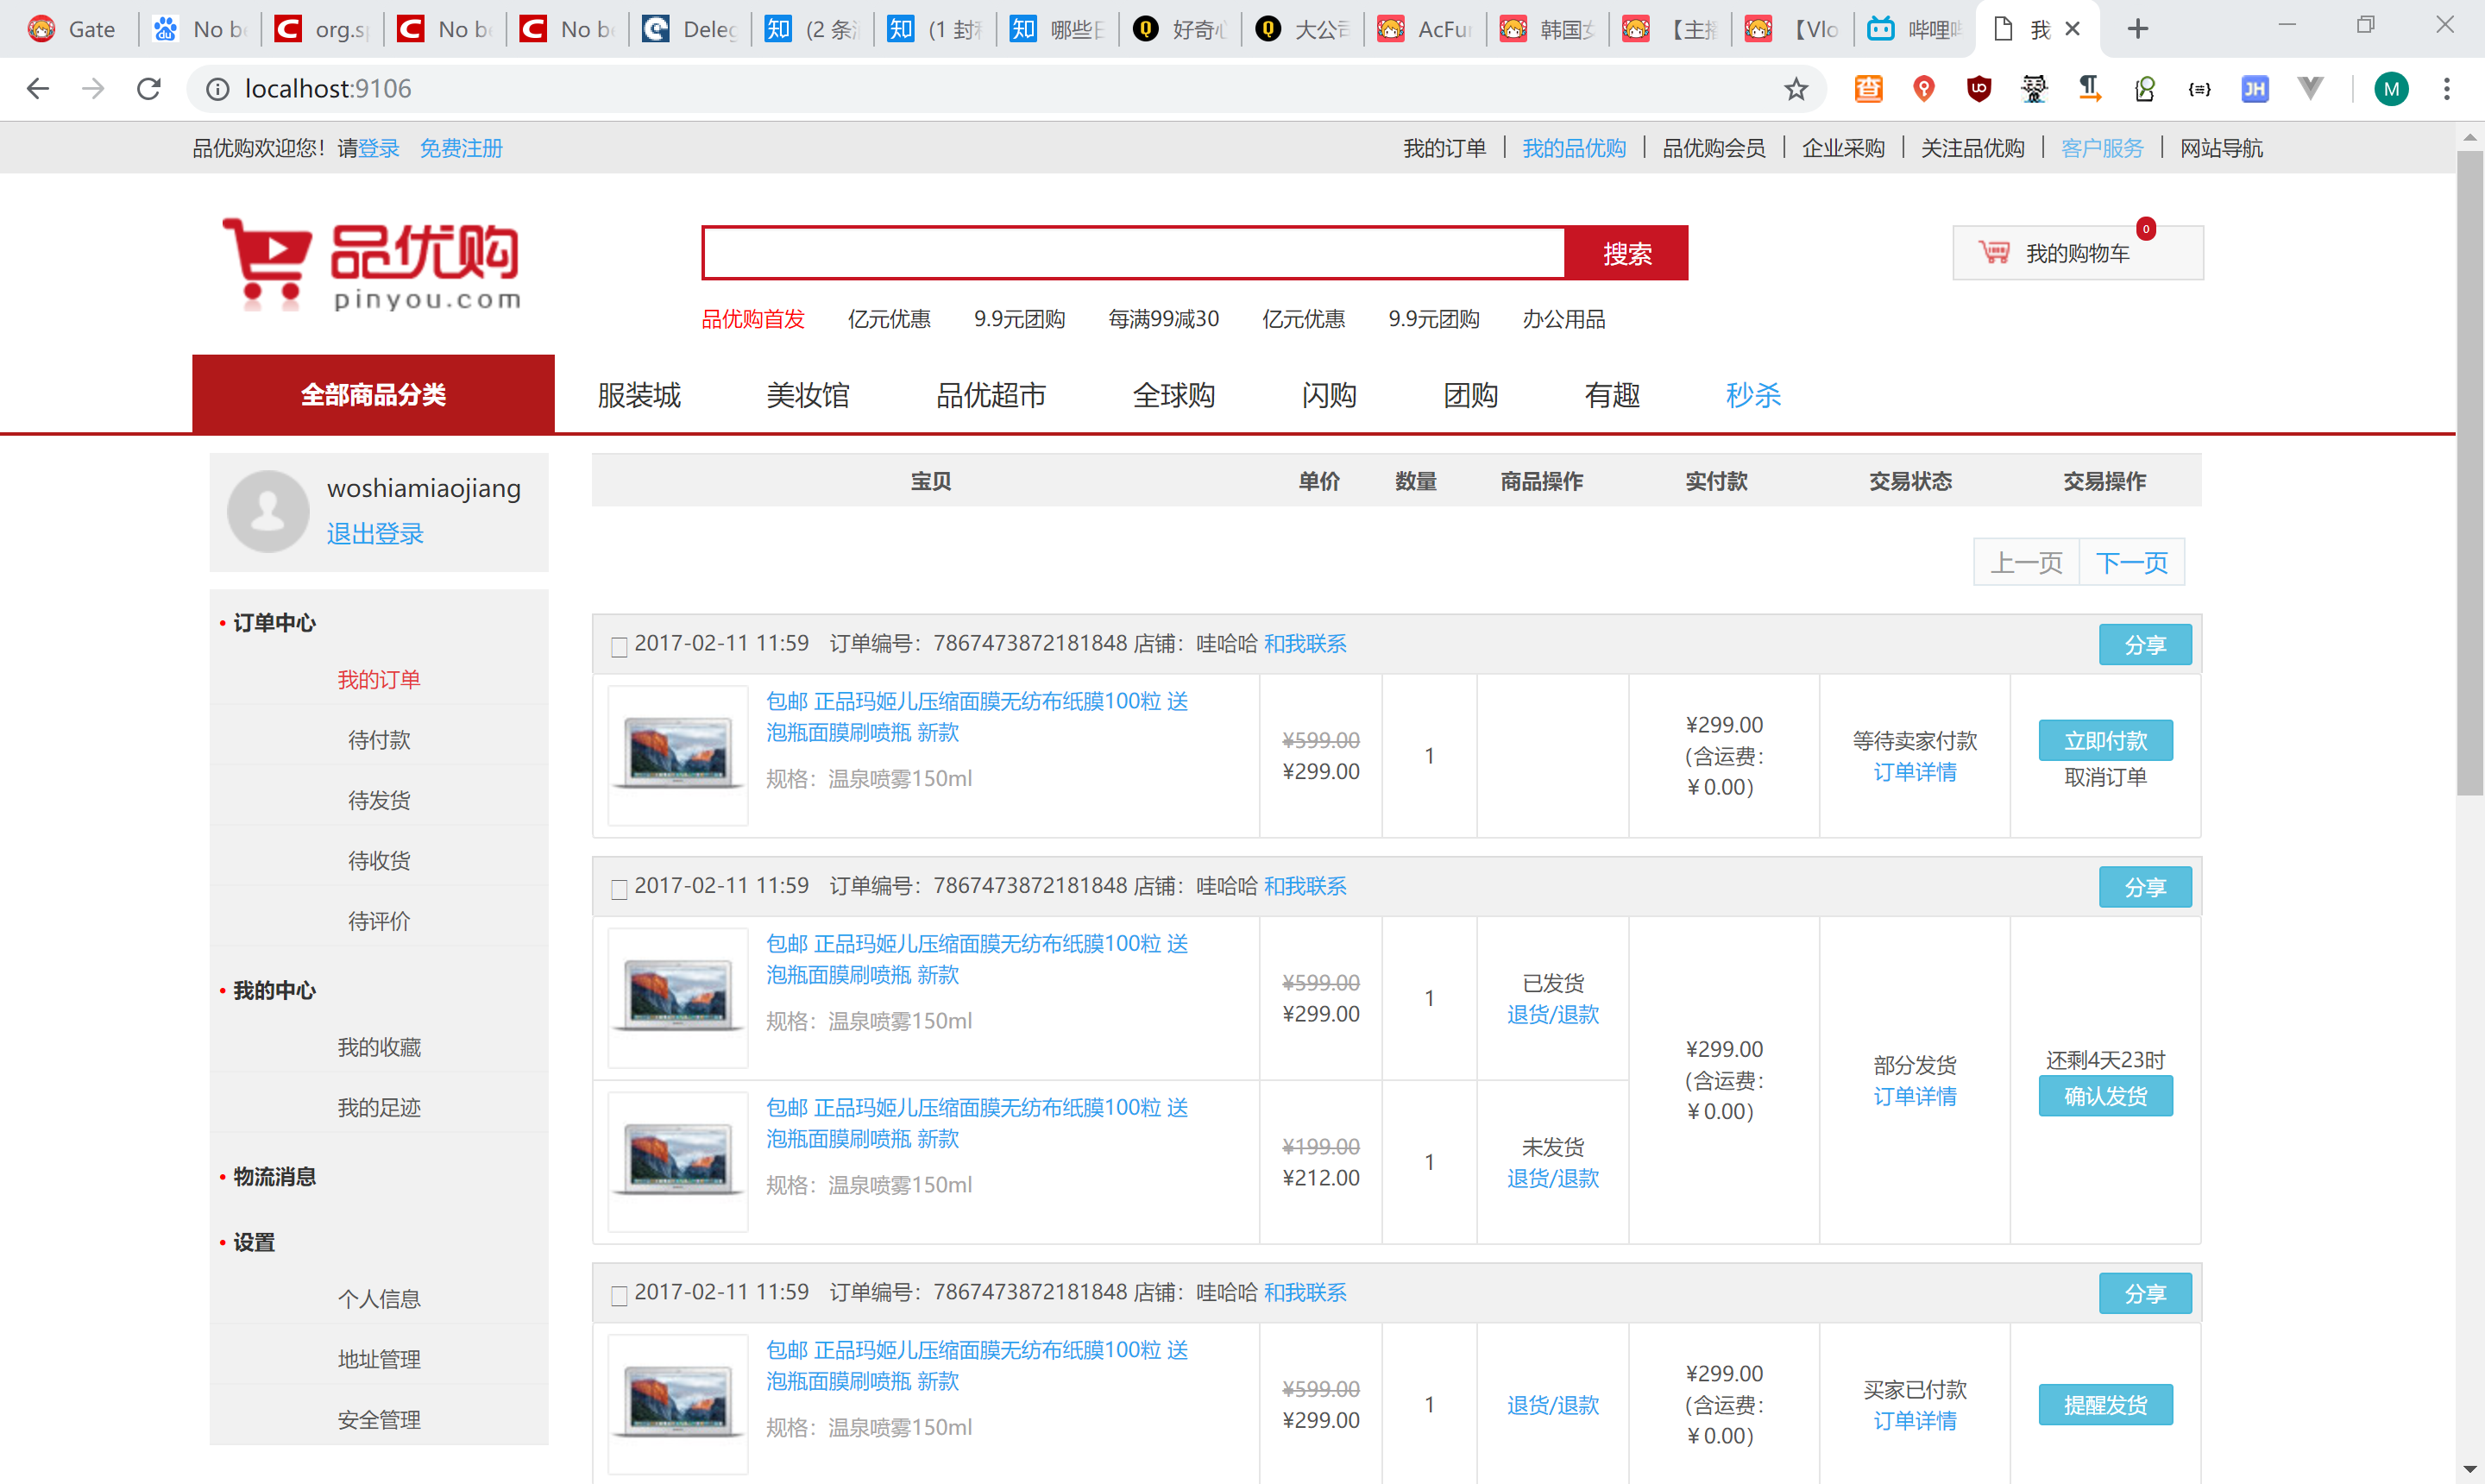 Gate
No be
org.sp
No be
No be
Deleg
(2 条
(1 封
哪些
好奇心
大公司
AcFun
韩国女
【主播
【Vlo
哔哩哔
我
localhost:9106
品优购欢迎您！请登录 免费注册
我的订单 我的品优购 品优购会员 企业采购 关注品优购 客户服务 网站导航
品优购
pinyou.com
搜索
0
我的购物车
品优购首发 亿元优惠 9.9元团购 每满99减30 亿元优惠 9.9元团购 办公用品
全部商品分类 服装城 美妆馆 品优超市 全球购 闪购 团购 有趣 秒杀
woshiamiaojiang
退出登录
· 订单中心
我的订单
待付款
待发货
待收货
待评价
· 我的中心
我的收藏
我的足迹
· 物流消息
· 设置
个人信息
地址管理
安全管理
宝贝 单价 数量 商品操作 实付款 交易状态 交易操作
上一页 下一页
2017-02-11 11:59 订单编号：7867473872181848 店铺：哇哈哈 和我联系 分享
包邮 正品玛姬儿压缩面膜无纺布纸膜100粒 送
泡瓶面膜刷喷瓶 新款
规格：温泉喷雾150ml
¥599.00
¥299.00
1
¥299.00
(含运费：
￥0.00)
等待卖家付款
订单详情
立即付款
取消订单
2017-02-11 11:59 订单编号：7867473872181848 店铺：哇哈哈 和我联系 分享
包邮 正品玛姬儿压缩面膜无纺布纸膜100粒 送
泡瓶面膜刷喷瓶 新款
规格：温泉喷雾150ml
¥599.00
¥299.00
1
已发货
退货/退款
¥299.00
(含运费：
￥0.00)
部分发货
订单详情
还剩4天23时
确认发货
包邮 正品玛姬儿压缩面膜无纺布纸膜100粒 送
泡瓶面膜刷喷瓶 新款
规格：温泉喷雾150ml
¥199.00
¥212.00
1
未发货
退货/退款
2017-02-11 11:59 订单编号：7867473872181848 店铺：哇哈哈 和我联系 分享
包邮 正品玛姬儿压缩面膜无纺布纸膜100粒 送
泡瓶面膜刷喷瓶 新款
规格：温泉喷雾150ml
¥599.00
¥299.00
1
退货/退款
¥299.00
(含运费：
￥0.00)
买家已付款
订单详情
提醒发货